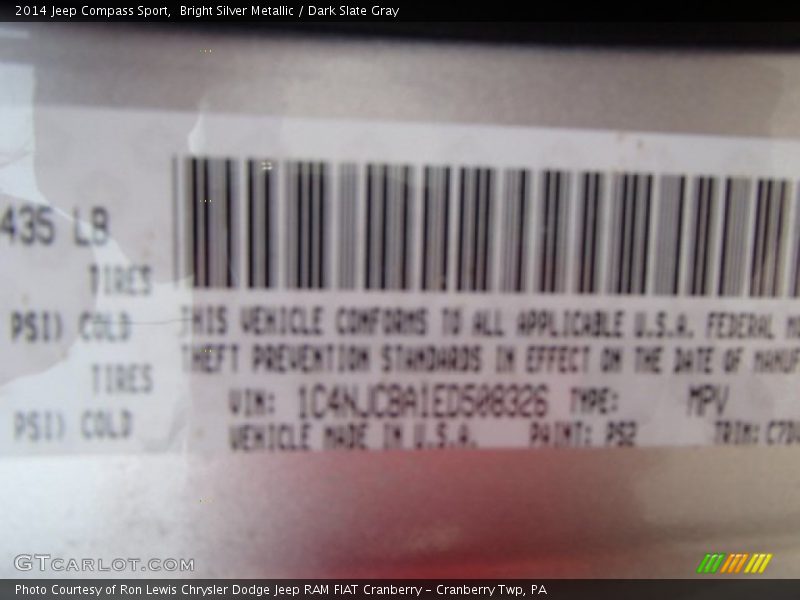 2014 Jeep Compass Sport,  Bright Silver Metallic / Dark Slate Gray
435 LB
TIRES
PSI) COLD
THIS VEHICLE CONFORMS TO ALL APPLICABLE U.S.A. FEDERAL
THEFT PREVENTION STANDARDS IN EFFECT ON THE DATE OF MANUF
TIRES
VIN: 1C4NJCBA1ED508326 TYPE: MPV
PSI) COLD
VEHICLE MADE IN U.S.A. PAINT: PS2 TRIM:
GTCARLOT.COM
Photo Courtesy of Ron Lewis Chrysler Dodge Jeep RAM FIAT Cranberry – Cranberry Twp, PA